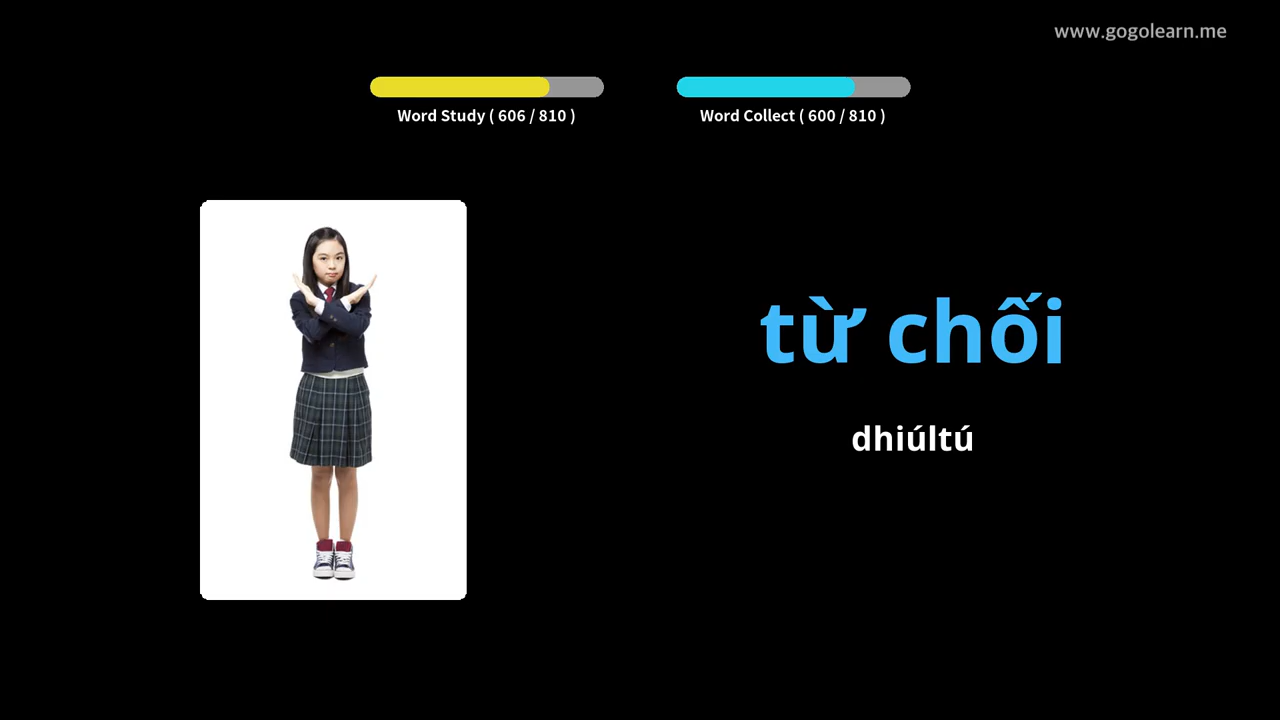 www.gogolearn.me
Word Study ( 606 / 810 )
Word Collect ( 600 / 810 )
từ chối
dhiúltú